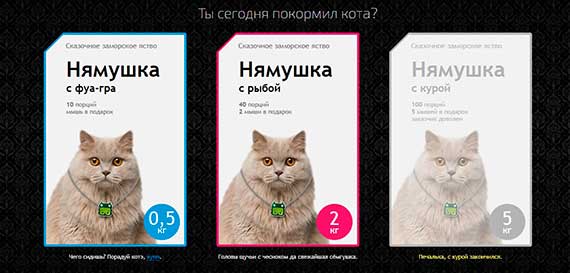 Ты сегодня покормил кота?
Сказочное заморское яство
Нямушка
с фуа-гра
10 порций
мышь в подарок
0,5
кг
Чего сидишь? Порадуй котэ, купи.
Сказочное заморское яство
Нямушка
с рыбой
40 порций
2 мыши в подарок
2
кг
Головы щучьи с чесноком да свежайшая сёмгушка.
Сказочное заморское яство
Нямушка
с курой
100 порций
5 мышей в подарок
заказчик доволен
5
кг
Печалька, с курой закончился.